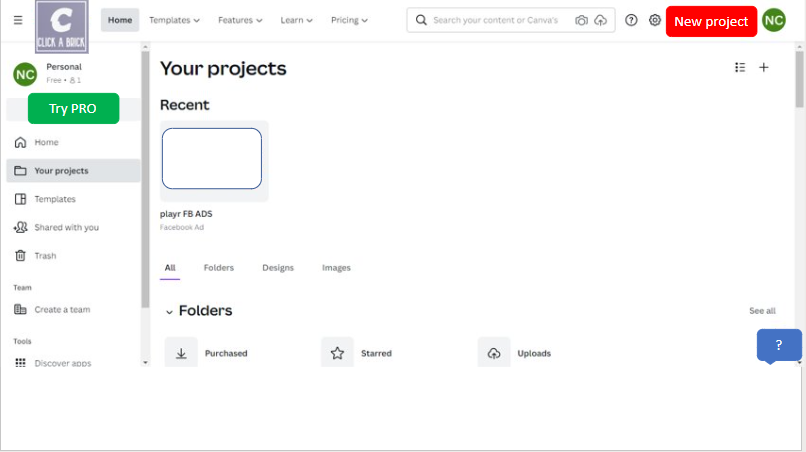 C
CLICK A BRICK
Home
Templates
Features
Learn
Pricing
Search your content or Canva's
New project
NC
NC
Personal
Free • 1
Try PRO
Home
Your projects
Templates
Shared with you
Trash
Team
Create a team
Tools
Discover apps
Your projects
Recent
playr FB ADS
Facebook Ad
All
Folders
Designs
Images
Folders
See all
Purchased
Starred
Uploads
?